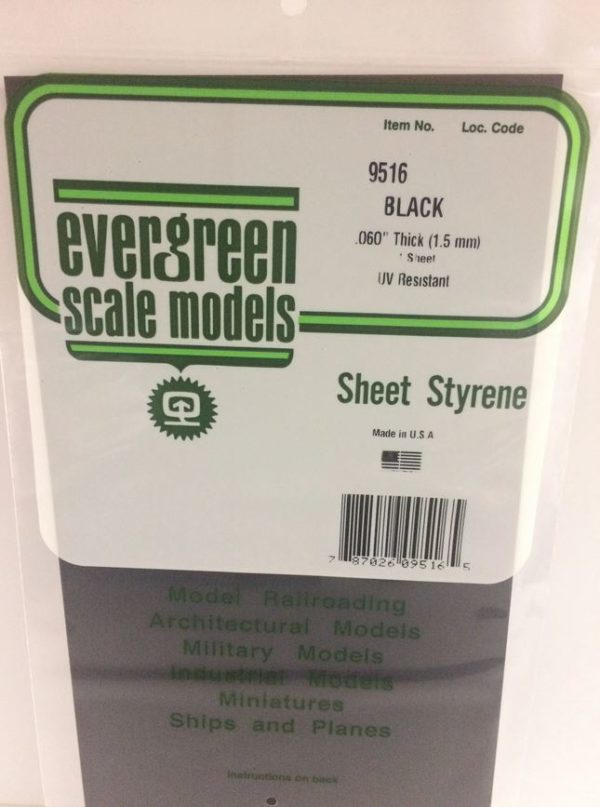 Item No. Loc. Code
9516
BLACK
.060" Thick (1.5 mm)
Sheet
UV Resistant
evergreen
scale models
Sheet Styrene
Made in U.S.A
7 87026 09516 5
Model Railroading
Architectural Models
Military Models
Industrial Models
Miniatures
Ships and Planes
Instructions on back